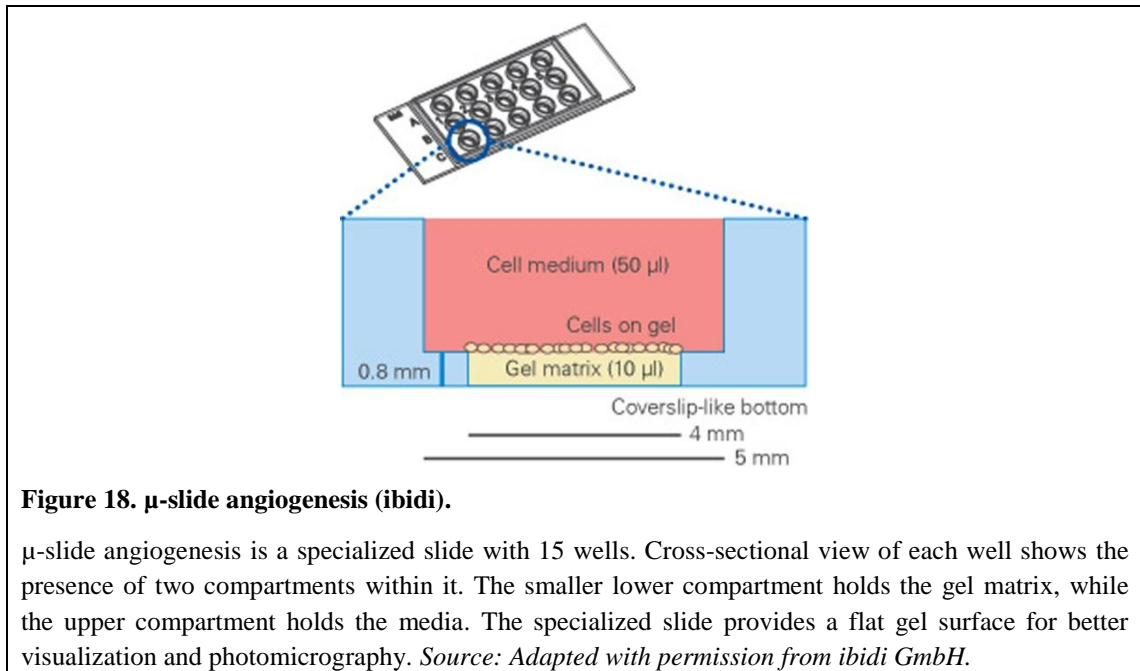 A
B
C
Cell medium (50 µl)
Cells on gel
0.8 mm
Gel matrix (10 µl)
Coverslip-like bottom
4 mm
5 mm
Figure 18. µ-slide angiogenesis (ibidi).
µ-slide angiogenesis is a specialized slide with 15 wells. Cross-sectional view of each well shows the
presence of two compartments within it. The smaller lower compartment holds the gel matrix, while
the upper compartment holds the media. The specialized slide provides a flat gel surface for better
visualization and photomicrography. Source: Adapted with permission from ibidi GmbH.